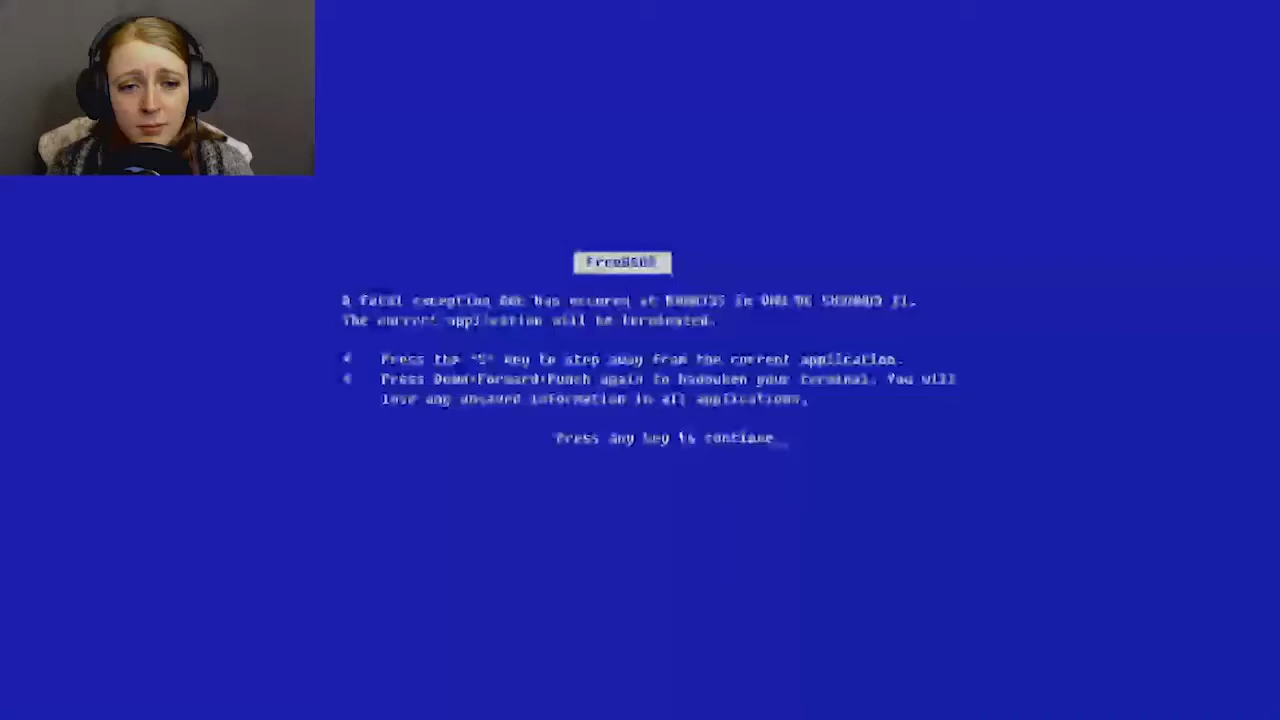 A fatal exception has occured at in
The current application will be terminated.
Press the "S" key to step away from the current application.
Press Down+Forward+Punch again to hadouken your terminal. You will
lose any unsaved information in all applications.
Press any key to continue_